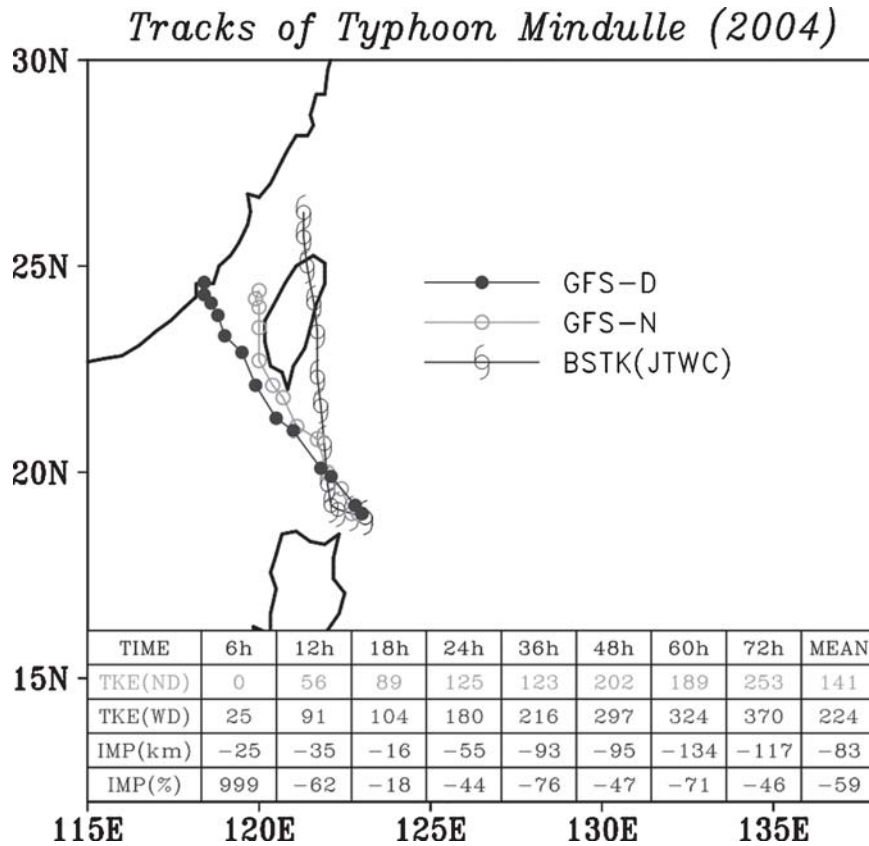 Tracks of Typhoon Mindulle (2004)
30N
25N
GFS-D
GFS-N
BSTK(JTWC)
20N
TIME 6h 12h 18h 24h 36h 48h 60h 72h MEAN
15N
TKE(ND) 0 56 89 125 123 202 189 253 141
TKE(WD) 25 91 104 180 216 297 324 370 224
IMP(km) -25 -35 -16 -55 -93 -95 -134 -117 -83
IMP(%) 999 -62 -18 -44 -76 -47 -71 -46 -59
115E 120E 125E 130E 135E